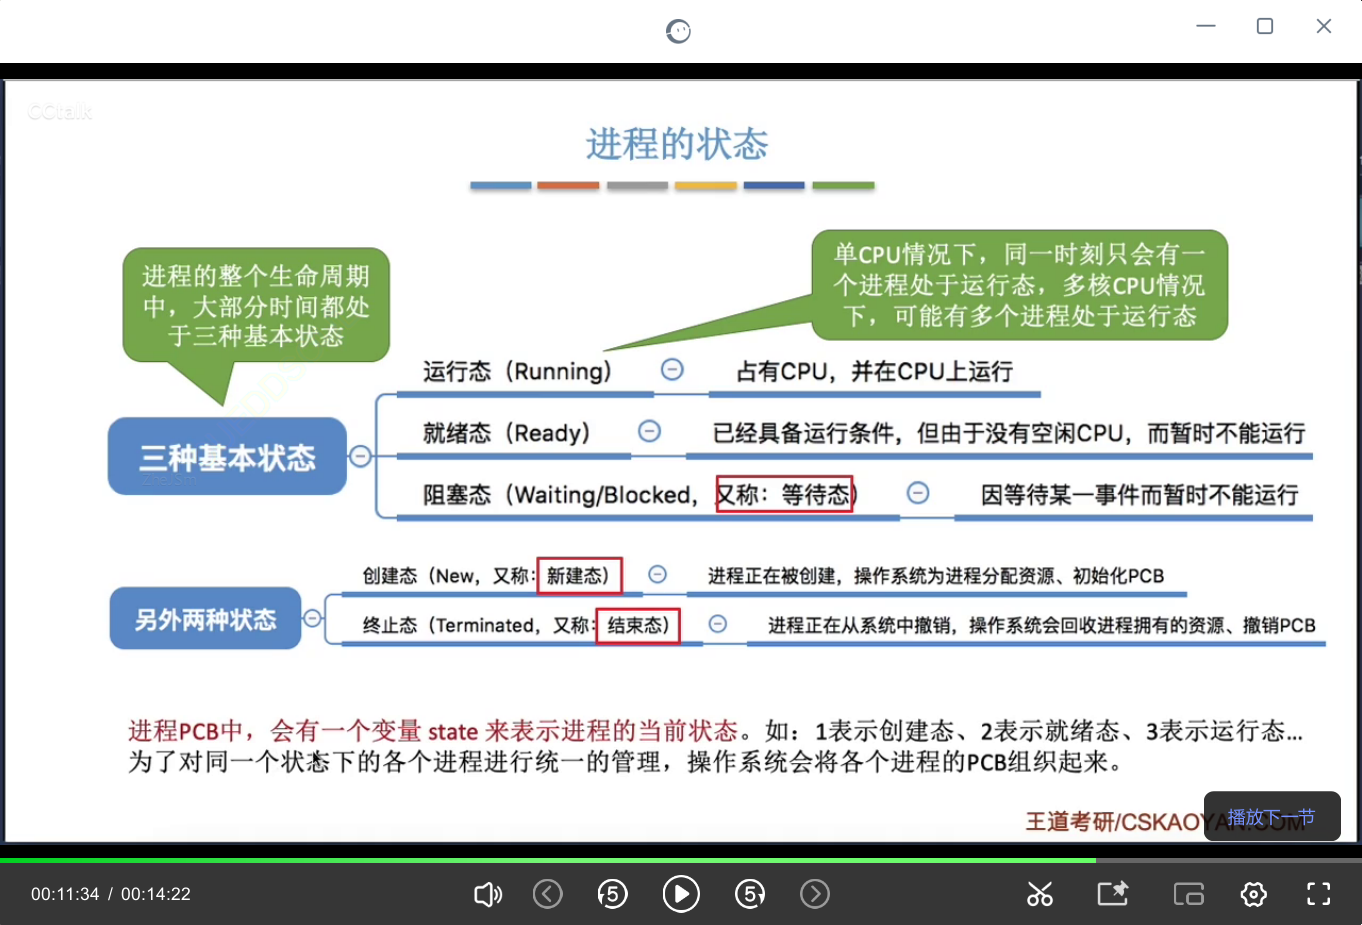 CCtalk
进程的状态
进程的整个生命周期
中，大部分时间都处
于三种基本状态
单CPU情况下，同一时刻只会有一
个进程处于运行态，多核CPU情况
下，可能有多个进程处于运行态
三种基本状态
运行态（Running） 占有CPU，并在CPU上运行
就绪态（Ready） 已经具备运行条件，但由于没有空闲CPU，而暂时不能运行
阻塞态（Waiting/Blocked，又称：等待态） 因等待某一事件而暂时不能运行
另外两种状态
创建态（New，又称：新建态） 进程正在被创建，操作系统为进程分配资源、初始化PCB
终止态（Terminated，又称：结束态） 进程正在从系统中撤销，操作系统会回收进程拥有的资源、撤销PCB
进程PCB中，会有一个变量 state 来表示进程的当前状态。如：1表示创建态、2表示就绪态、3表示运行态...
为了对同一个状态下的各个进程进行统一的管理，操作系统会将各个进程的PCB组织起来。
王道考研/CSKAOYAN.COM
播放下一节
00:11:34 / 00:14:22
5
5